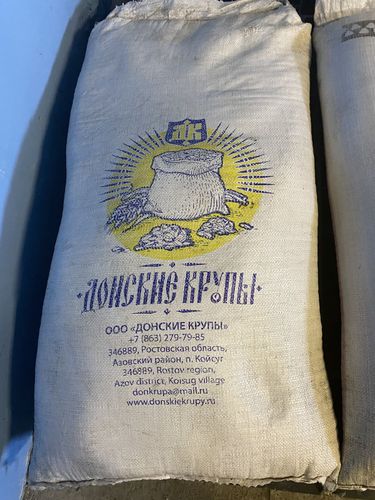 ДК
ДОНСКИЕ КРУПЫ
ООО «ДОНСКИЕ КРУПЫ»
+7 (863) 279-79-85
346889, Ростовская область,
Азовский район, п. Койсуг
346989, Rostov region,
Azov district, Koisug village
donkrupa@mail.ru
www.donskiekrupy.ru